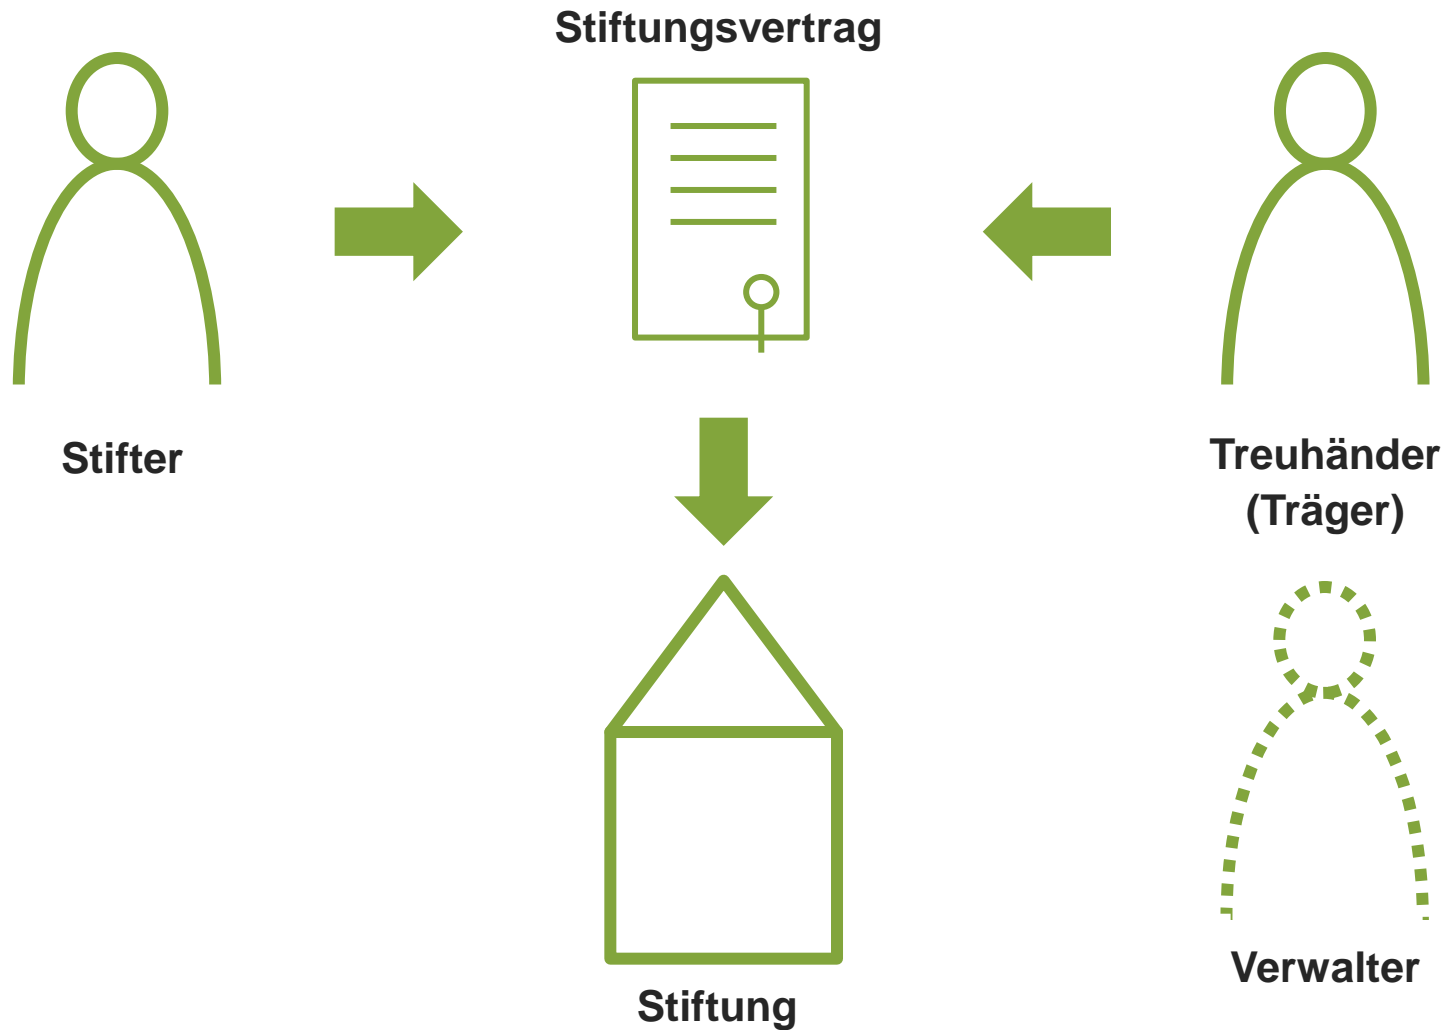 Stiftungsvertrag
Stifter
Treuhänder
(Träger)
Verwalter
Stiftung